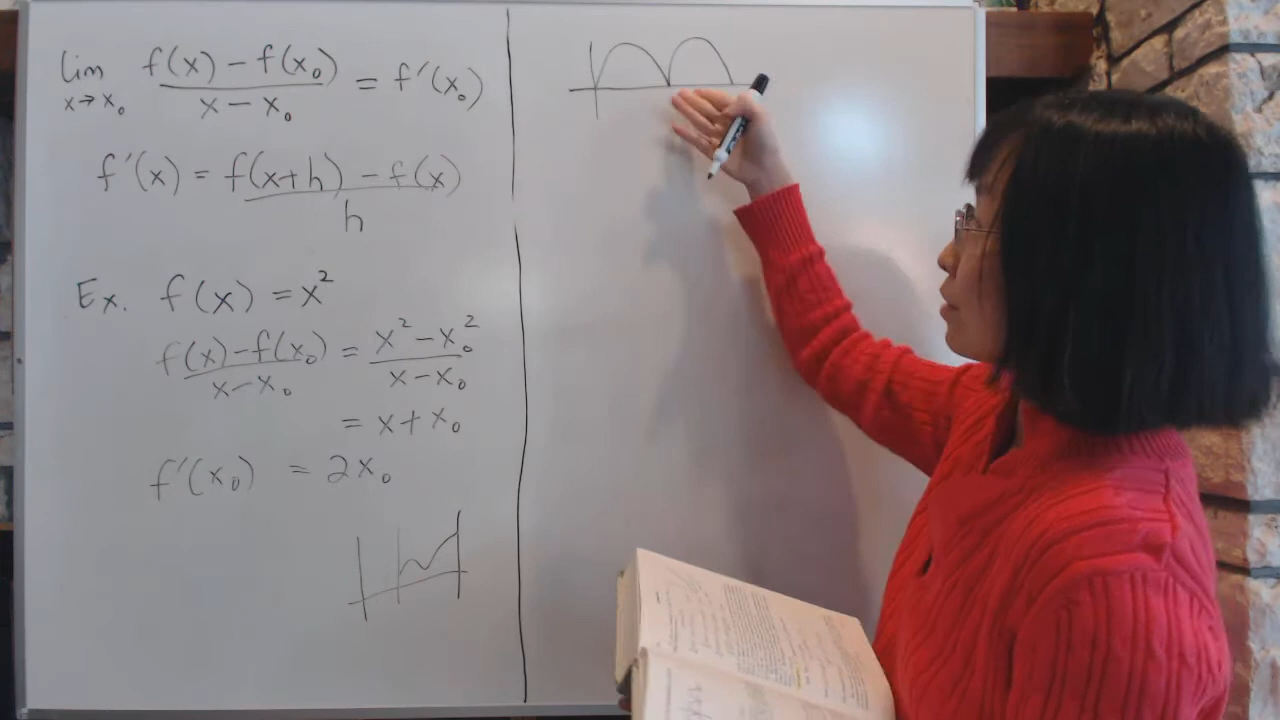 lim x→x₀ f(x) − f(x₀) / x − x₀ = f′(x₀)
f′(x) = f(x+h) − f(x) / h
Ex. f(x) = x²
f(x) − f(x₀) / x − x₀ = x² − x₀² / x − x₀
= x + x₀
f′(x₀) = 2x₀